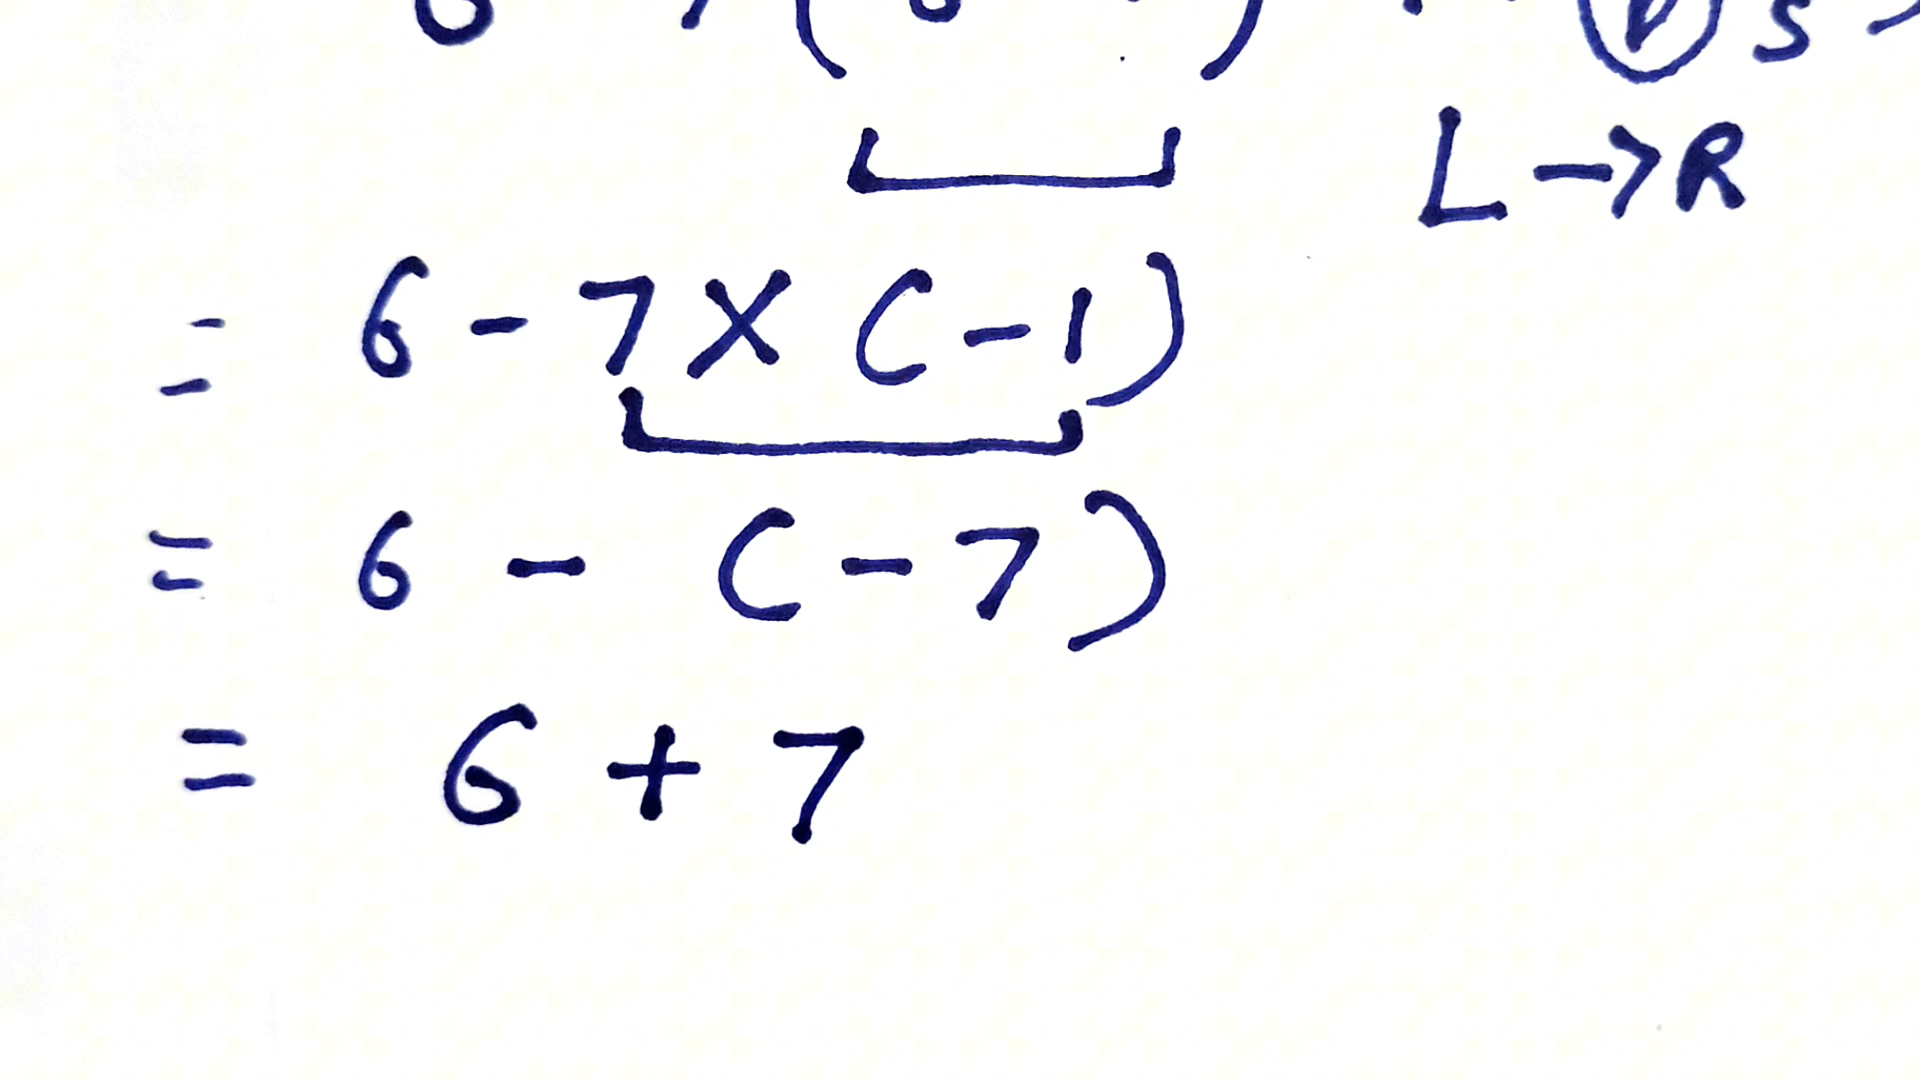 L → R
= 6 - 7 × (-1)
= 6 - (-7)
= 6 + 7